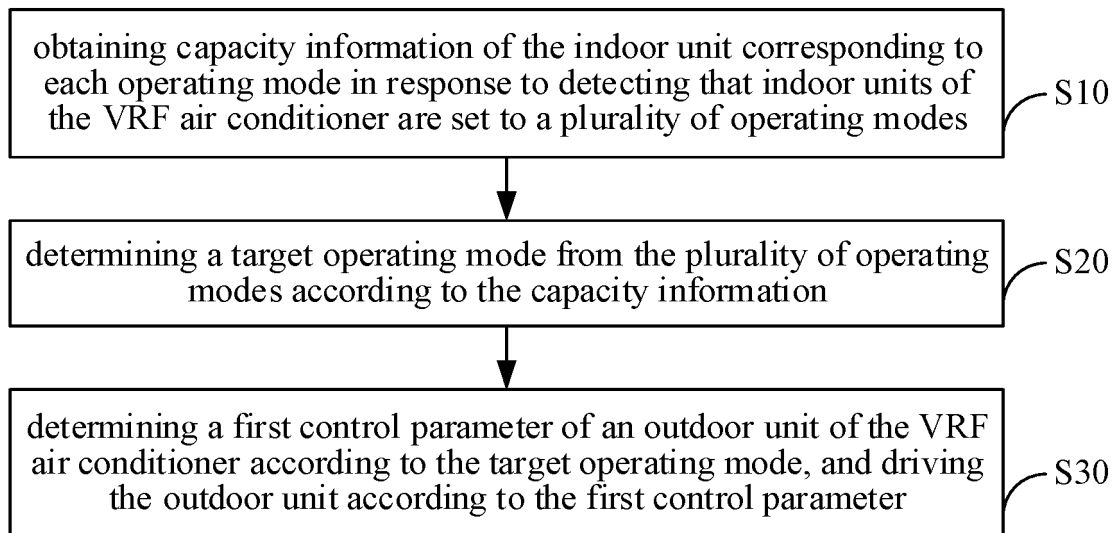 obtaining capacity information of the indoor unit corresponding to
each operating mode in response to detecting that indoor units of
the VRF air conditioner are set to a plurality of operating modes
S10
determining a target operating mode from the plurality of operating
modes according to the capacity information
S20
determining a first control parameter of an outdoor unit of the VRF
air conditioner according to the target operating mode, and driving
the outdoor unit according to the first control parameter
S30